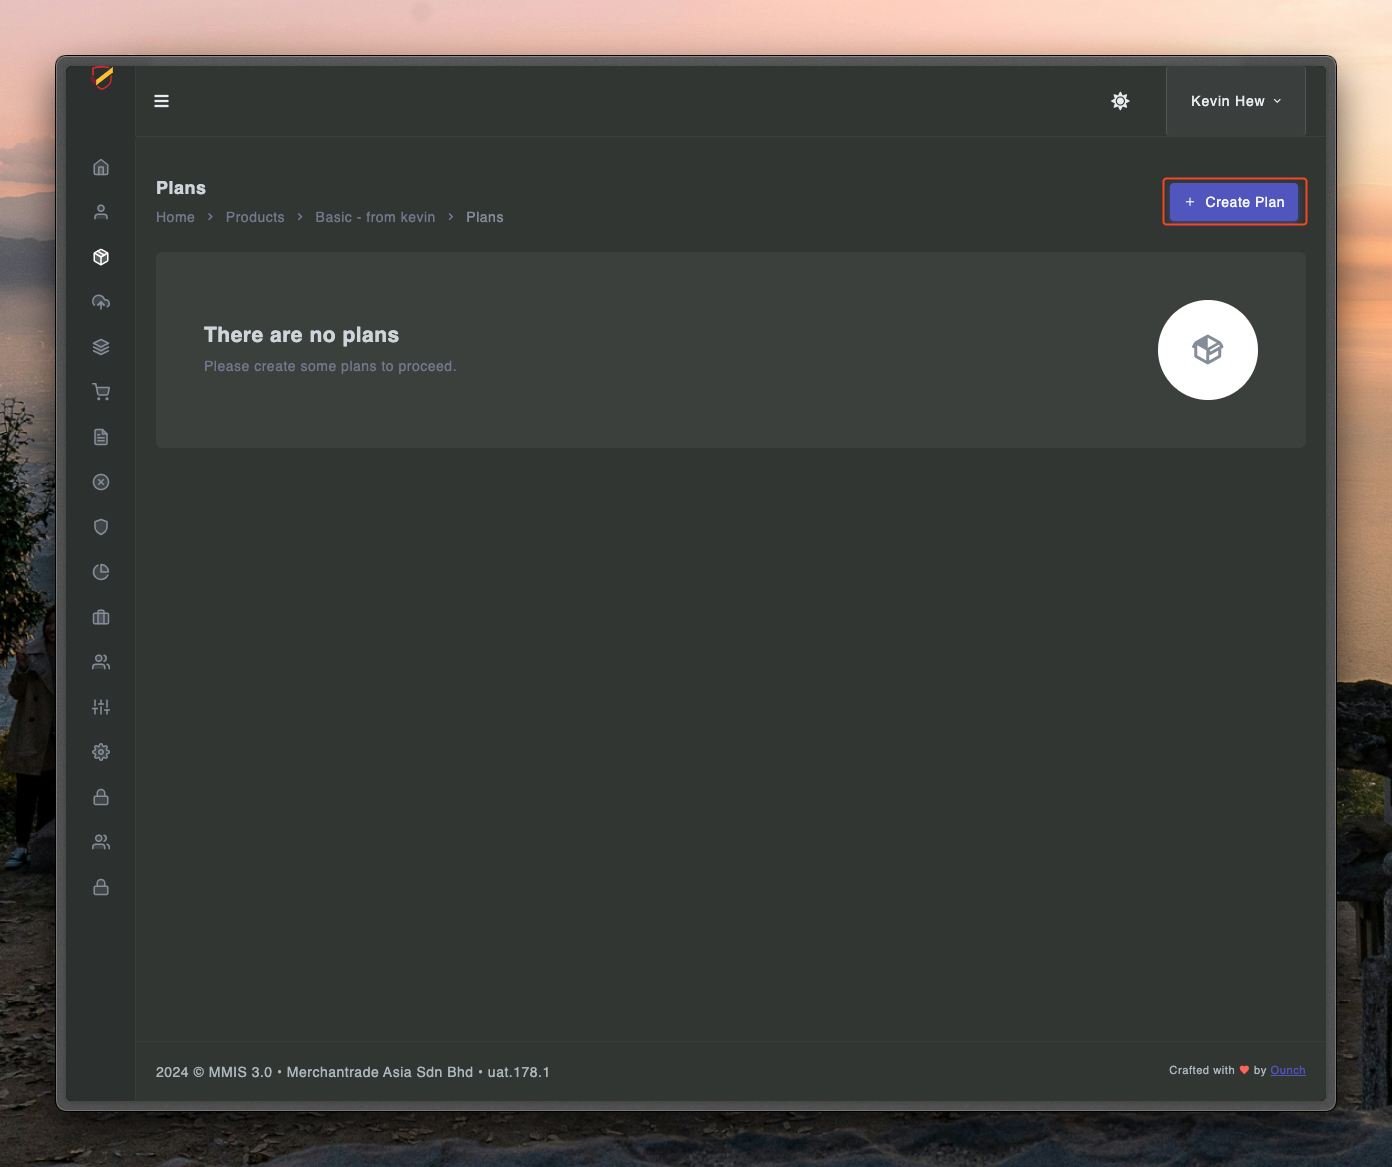 Kevin Hew
Plans
Home > Products > Basic - from kevin > Plans
+ Create Plan
There are no plans
Please create some plans to proceed.
2024 © MMIS 3.0 • Merchantrade Asia Sdn Bhd • uat.178.1
Crafted with ♥ by Ounch